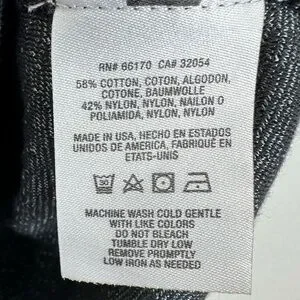 RN# 66170 CA# 32054
58% COTTON, COTON, ALGODON,
COTONE, BAUMWOLLE
42% NYLON, NYLON, NAILON O
POLIAMIDA, NYLON, NYLON
MADE IN USA, HECHO EN ESTADOS
UNIDOS DE AMERICA, FABRIQUÉ EN
ETATS-UNIS
30
MACHINE WASH COLD GENTLE
WITH LIKE COLORS
DO NOT BLEACH
TUMBLE DRY LOW
REMOVE PROMPTLY
LOW IRON AS NEEDED